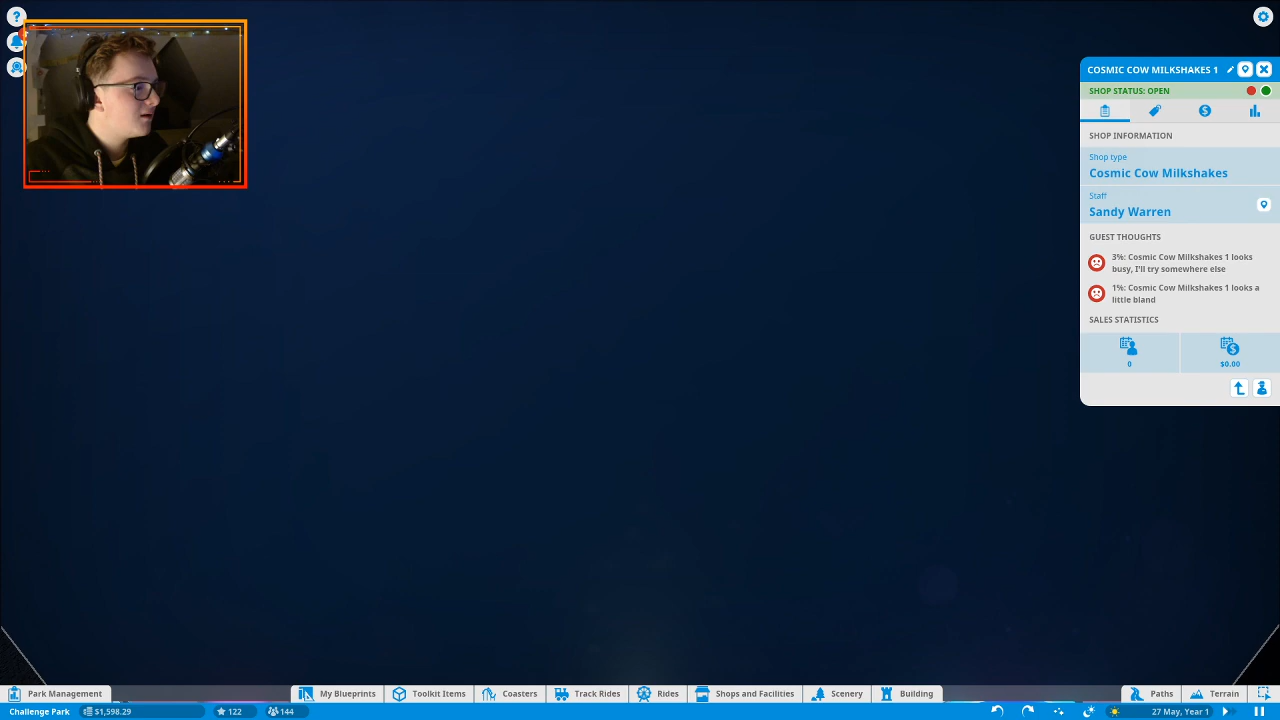 ?
COSMIC COW MILKSHAKES 1
SHOP STATUS: OPEN
SHOP INFORMATION
Shop type
Cosmic Cow Milkshakes
Staff
Sandy Warren
GUEST THOUGHTS
3%: Cosmic Cow Milkshakes 1 looks
busy, I'll try somewhere else
1%: Cosmic Cow Milkshakes 1 looks a
little bland
SALES STATISTICS
0
$0.00
Park Management
My Blueprints
Toolkit Items
Coasters
Track Rides
Rides
Shops and Facilities
Scenery
Building
Paths
Terrain
Challenge Park
$1,598.29
122
144
27 May, Year 1